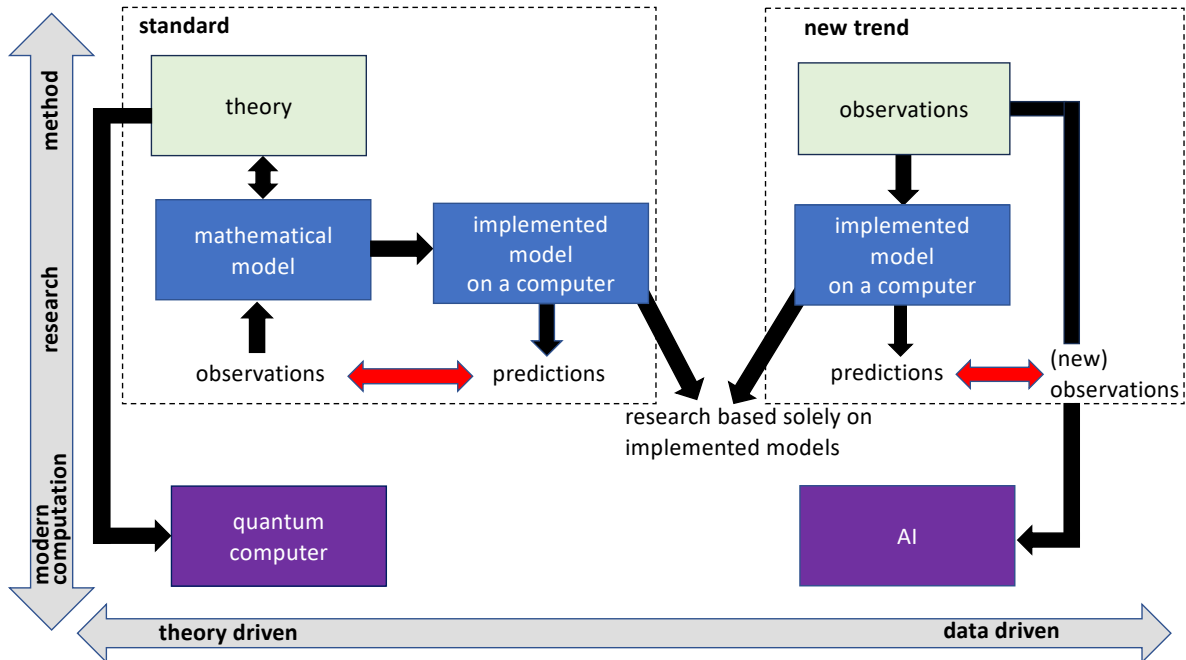 standard
new trend
method
research
modern
computation
theory
observations
mathematical
model
implemented
model
on a computer
implemented
model
on a computer
observations
predictions
predictions
(new)
observations
research based solely on
implemented models
quantum
computer
AI
theory driven
data driven